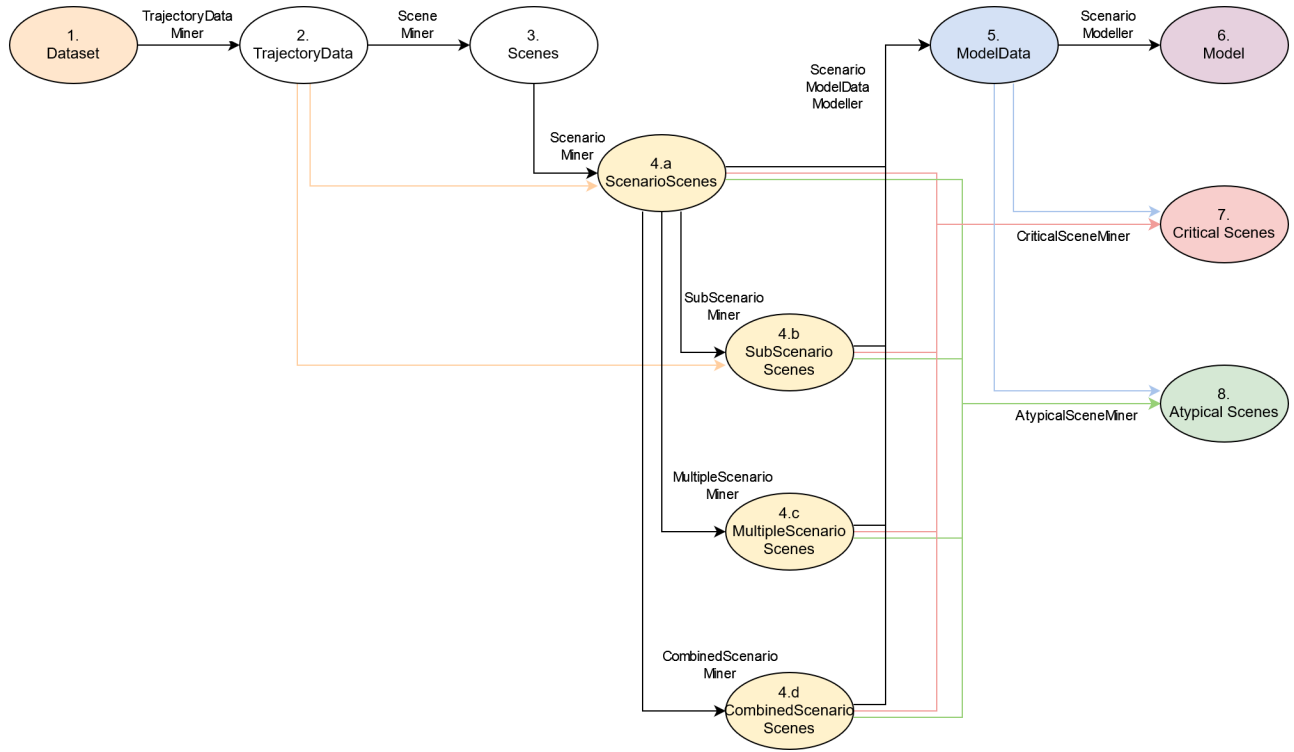 1.
Dataset
TrajectoryData
Miner
2.
TrajectoryData
Scene
Miner
3.
Scenes
5.
ModelData
Scenario
Modeller
6.
Model
Scenario
ModelData
Modeller
Scenario
Miner
4.a
ScenarioScenes
7.
Critical Scenes
CriticalSceneMiner
SubScenario
Miner
4.b
SubScenario
Scenes
8.
Atypical Scenes
AtypicalSceneMiner
MultipleScenario
Miner
4.c
MultipleScenario
Scenes
CombinedScenario
Miner
4.d
CombinedScenario
Scenes